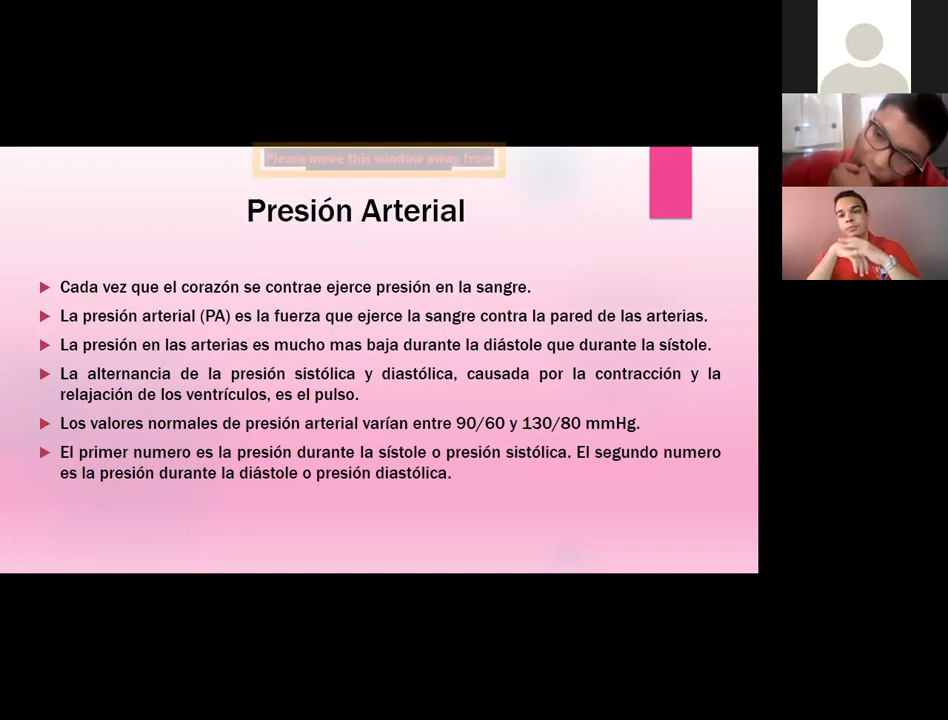 Please move this window away from
Presión Arterial
Cada vez que el corazón se contrae ejerce presión en la sangre.
La presión arterial (PA) es la fuerza que ejerce la sangre contra la pared de las arterias.
La presión en las arterias es mucho mas baja durante la diástole que durante la sístole.
La alternancia de la presión sistólica y diastólica, causada por la contracción y la
relajación de los ventrículos, es el pulso.
Los valores normales de presión arterial varían entre 90/60 y 130/80 mmHg.
El primer numero es la presión durante la sístole o presión sistólica. El segundo numero
es la presión durante la diástole o presión diastólica.